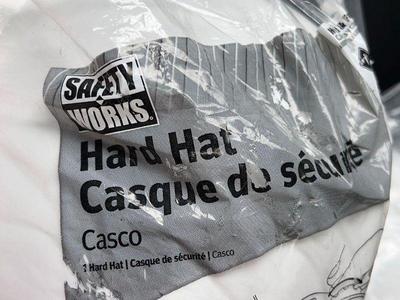 SAFETY
WORKS.
Hard Hat
Casque de sécurité
Casco
1 Hard Hat | Casque de sécurité | Casco